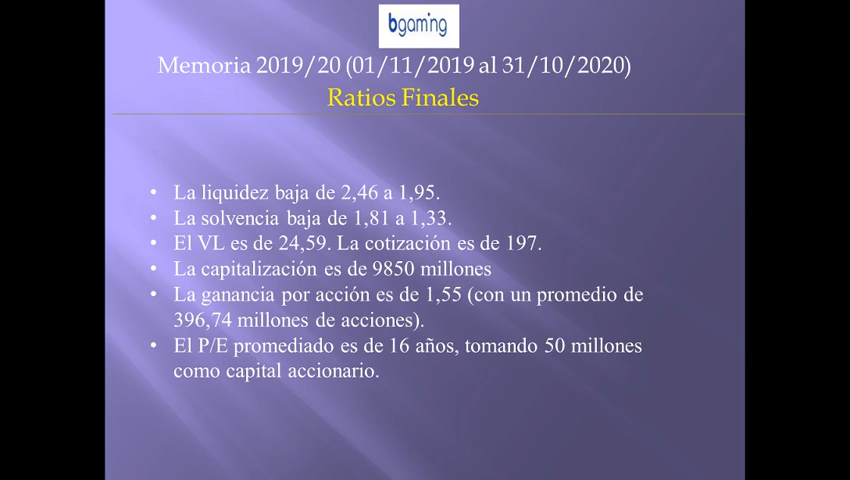 bgaming
Memoria 2019/20 (01/11/2019 al 31/10/2020)
Ratios Finales
• La liquidez baja de 2,46 a 1,95.
• La solvencia baja de 1,81 a 1,33.
• El VL es de 24,59. La cotización es de 197.
• La capitalización es de 9850 millones
• La ganancia por acción es de 1,55 (con un promedio de
396,74 millones de acciones).
• El P/E promediado es de 16 años, tomando 50 millones
como capital accionario.